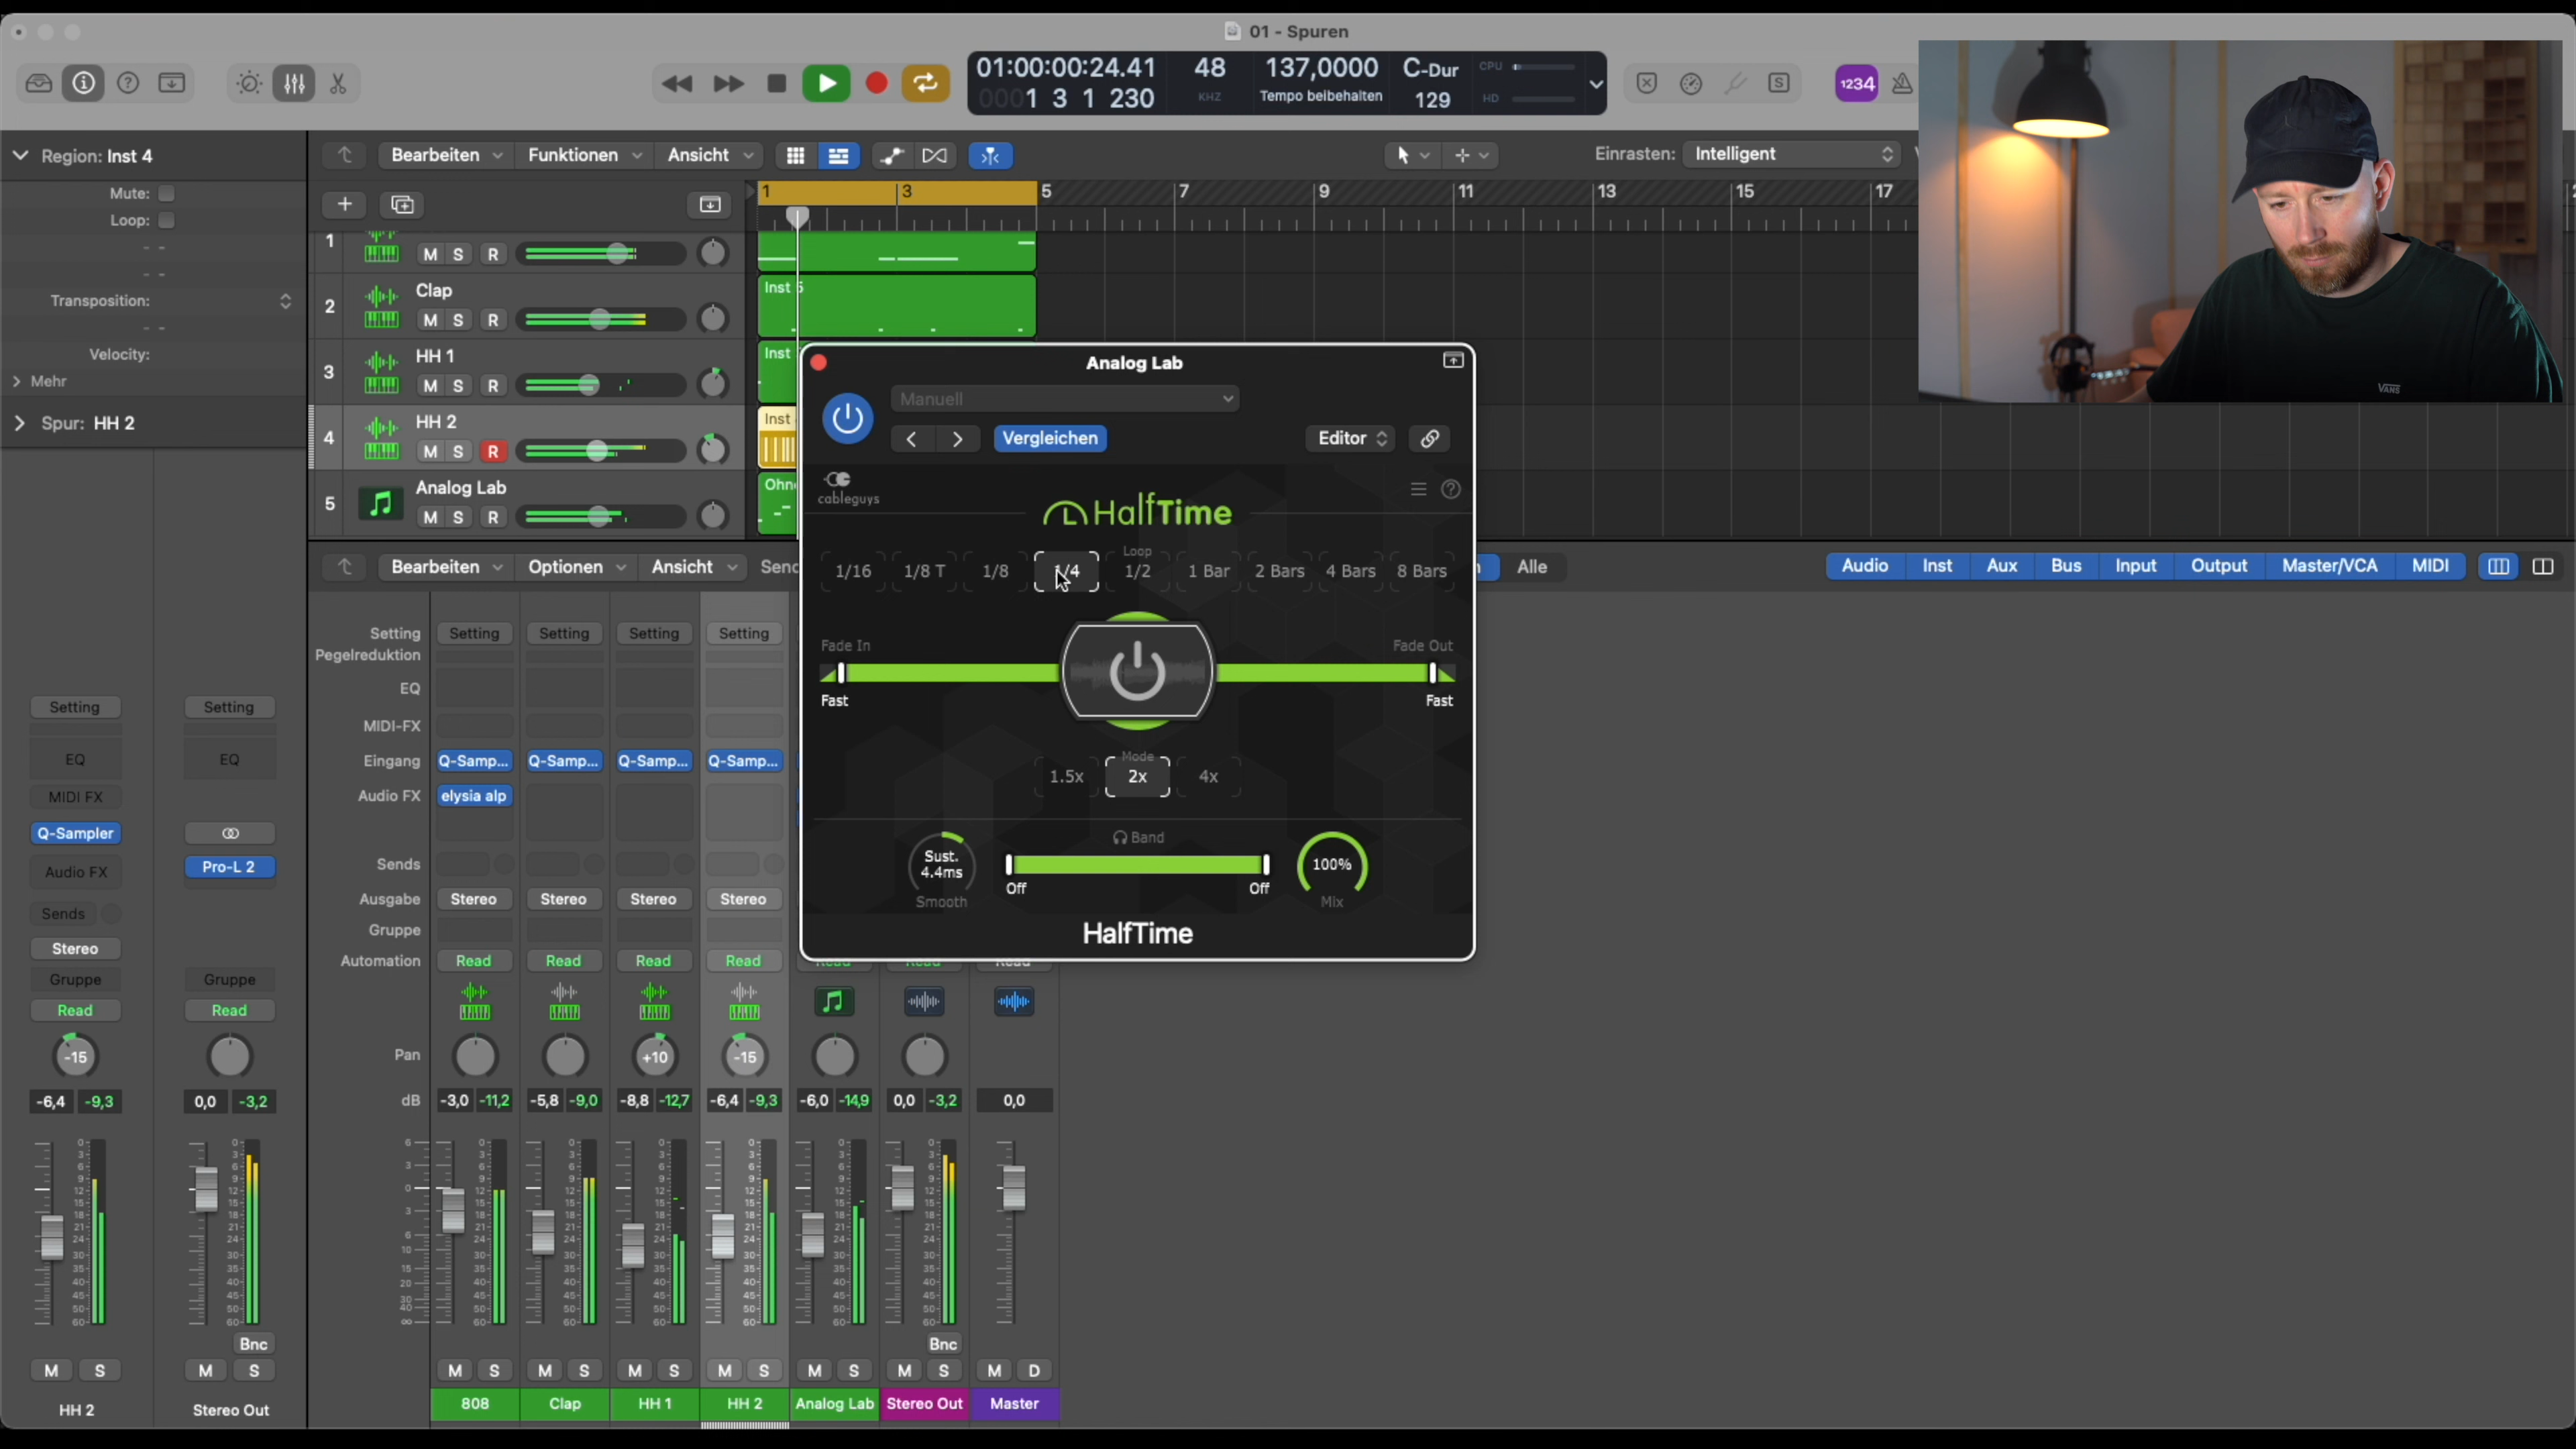 01 - Spuren
01:00:00:24.41
0001 3 1 230
48
KHZ
137,0000
Tempo beibehalten
C-Dur
129
CPU
HD
1234
Region: Inst 4
Mute:
Loop:
Transposition:
Velocity:
Mehr
Spur: HH 2
Bearbeiten Funktionen Ansicht
Einrasten: Intelligent
1 3 5 7 9 11 13 15 17
1 M S R
2 Clap M S R
Inst 5
3 HH 1 M S R
Inst
4 HH 2 M S R
Inst
5 Analog Lab M S R
VANS
Analog Lab
Manuell
Vergleichen
Editor
cableguys
HalfTime
Loop
1/16 1/8 T 1/8 1/4 1/2 1 Bar 2 Bars 4 Bars 8 Bars
Fade In Fade Out
Fast Fast
Mode
1.5x 2x 4x
Band
Sust.
4.4ms
Smooth
Off Off
100%
Mix
HalfTime
Bearbeiten Optionen Ansicht
Alle
Audio Inst Aux Bus Input Output Master/VCA MIDI
Setting Setting Setting Setting Setting
Pegelreduktion
EQ
MIDI-FX
Eingang Q-Samp... Q-Samp... Q-Samp... Q-Samp...
Audio FX elysia alp
Sends
Ausgabe Stereo Stereo Stereo Stereo
Gruppe
Automation Read Read Read Read
Pan +10 -15
dB -3,0 -11,2 -5,8 -9,0 -8,8 -12,7 -6,4 -9,3 -6,0 -14,9 0,0 -3,2 0,0
Bnc
M S M S M S M S M S M S M D
808 Clap HH 1 HH 2 Analog Lab Stereo Out Master
Setting Setting
EQ EQ
MIDI FX
Q-Sampler
Audio FX Pro-L 2
Sends
Stereo
Gruppe Gruppe
Read Read
-15
-6,4 -9,3 0,0 -3,2
Bnc
M S M S
HH 2 Stereo Out